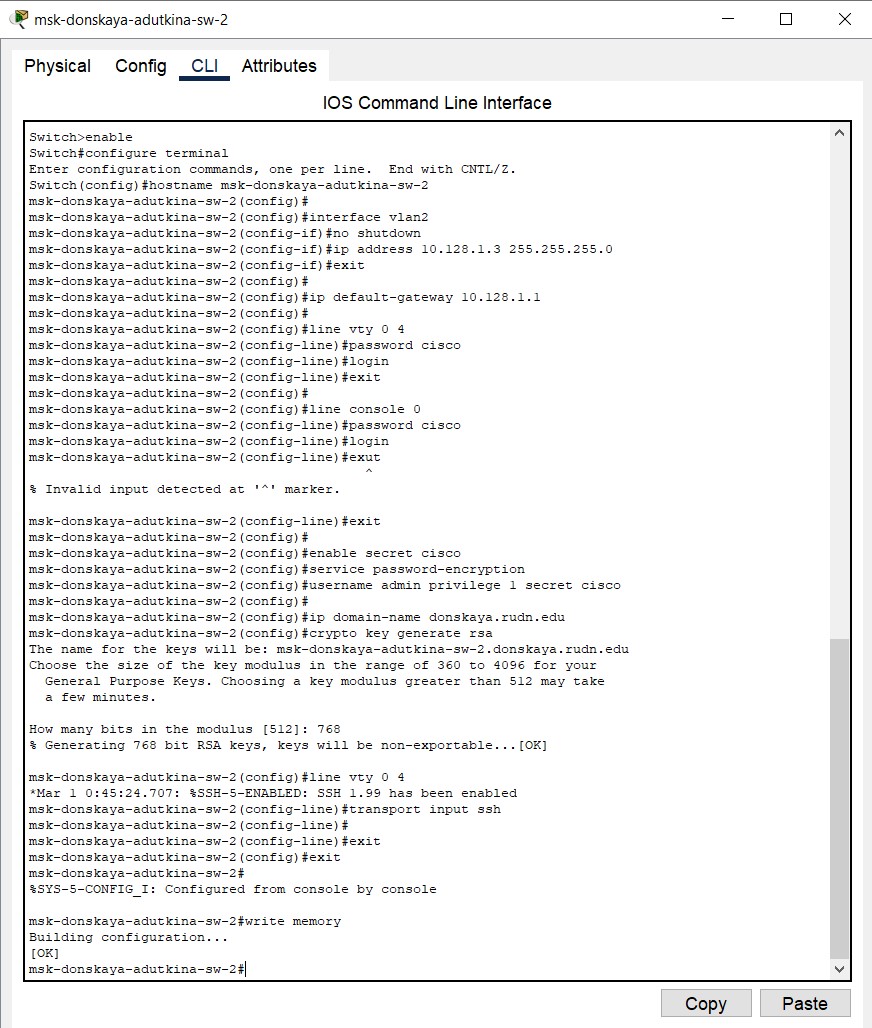 msk-donskaya-adutkina-sw-2
Physical Config CLI Attributes
IOS Command Line Interface
Switch>enable
Switch#configure terminal
Enter configuration commands, one per line.  End with CNTL/Z.
Switch(config)#hostname msk-donskaya-adutkina-sw-2
msk-donskaya-adutkina-sw-2(config)#
msk-donskaya-adutkina-sw-2(config)#interface vlan2
msk-donskaya-adutkina-sw-2(config-if)#no shutdown
msk-donskaya-adutkina-sw-2(config-if)#ip address 10.128.1.3 255.255.255.0
msk-donskaya-adutkina-sw-2(config-if)#exit
msk-donskaya-adutkina-sw-2(config)#
msk-donskaya-adutkina-sw-2(config)#ip default-gateway 10.128.1.1
msk-donskaya-adutkina-sw-2(config)#
msk-donskaya-adutkina-sw-2(config)#line vty 0 4
msk-donskaya-adutkina-sw-2(config-line)#password cisco
msk-donskaya-adutkina-sw-2(config-line)#login
msk-donskaya-adutkina-sw-2(config-line)#exit
msk-donskaya-adutkina-sw-2(config)#
msk-donskaya-adutkina-sw-2(config)#line console 0
msk-donskaya-adutkina-sw-2(config-line)#password cisco
msk-donskaya-adutkina-sw-2(config-line)#login
msk-donskaya-adutkina-sw-2(config-line)#exut
^
% Invalid input detected at '^' marker.
msk-donskaya-adutkina-sw-2(config-line)#exit
msk-donskaya-adutkina-sw-2(config)#
msk-donskaya-adutkina-sw-2(config)#enable secret cisco
msk-donskaya-adutkina-sw-2(config)#service password-encryption
msk-donskaya-adutkina-sw-2(config)#username admin privilege 1 secret cisco
msk-donskaya-adutkina-sw-2(config)#
msk-donskaya-adutkina-sw-2(config)#ip domain-name donskaya.rudn.edu
msk-donskaya-adutkina-sw-2(config)#crypto key generate rsa
The name for the keys will be: msk-donskaya-adutkina-sw-2.donskaya.rudn.edu
Choose the size of the key modulus in the range of 360 to 4096 for your
General Purpose Keys. Choosing a key modulus greater than 512 may take
a few minutes.
How many bits in the modulus [512]: 768
% Generating 768 bit RSA keys, keys will be non-exportable...[OK]
msk-donskaya-adutkina-sw-2(config)#line vty 0 4
*Mar 1 0:45:24.707: %SSH-5-ENABLED: SSH 1.99 has been enabled
msk-donskaya-adutkina-sw-2(config-line)#transport input ssh
msk-donskaya-adutkina-sw-2(config-line)#
msk-donskaya-adutkina-sw-2(config-line)#exit
msk-donskaya-adutkina-sw-2(config)#exit
msk-donskaya-adutkina-sw-2#
%SYS-5-CONFIG_I: Configured from console by console
msk-donskaya-adutkina-sw-2#write memory
Building configuration...
[OK]
msk-donskaya-adutkina-sw-2#
Copy Paste